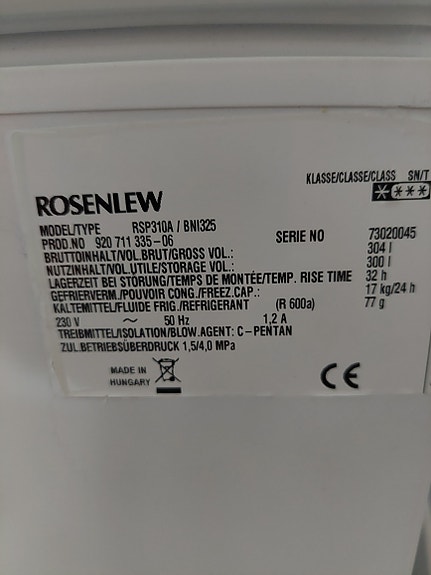 KLASSE/CLASSE/CLASS SN/T
ROSENLEW
MODEL/TYPE RSP310A / BNI325
PROD.NO 920 711 335-06 SERIE NO 73020045
BRUTTOINHALT/VOL.BRUT/GROSS VOL.: 304 l
NUTZINHALT/VOL.UTILE/STORAGE VOL.: 300 l
LAGERZEIT BEI STÖRUNG/TEMPS DE MONTÉE/TEMP. RISE TIME 32 h
GEFRIERVERM./POUVOIR CONG./FREEZ.CAP.: 17 kg/24 h
KALTEMITTEL/FLUIDE FRIG./REFRIGERANT (R 600a) 77 g
230 V ~ 50 Hz 1,2 A
TREIBMITTEL/ISOLATION/BLOW.AGENT: C-PENTAN
ZUL.BETRIEBSÜBERDRUCK 1,5/4,0 MPa
MADE IN
HUNGARY
CE